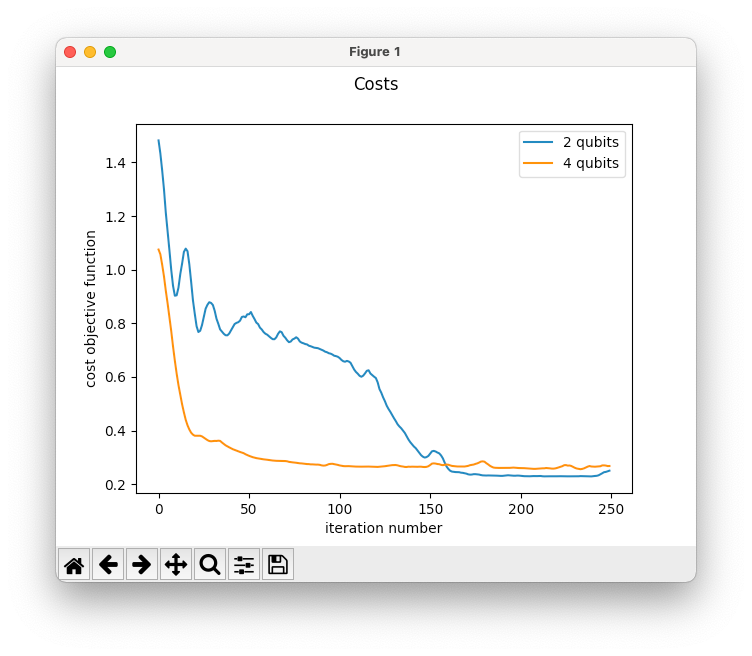 Figure 1
Costs
2 qubits
4 qubits
cost objective function
1.4
1.2
1.0
0.8
0.6
0.4
0.2
0 50 100 150 200 250
iteration number